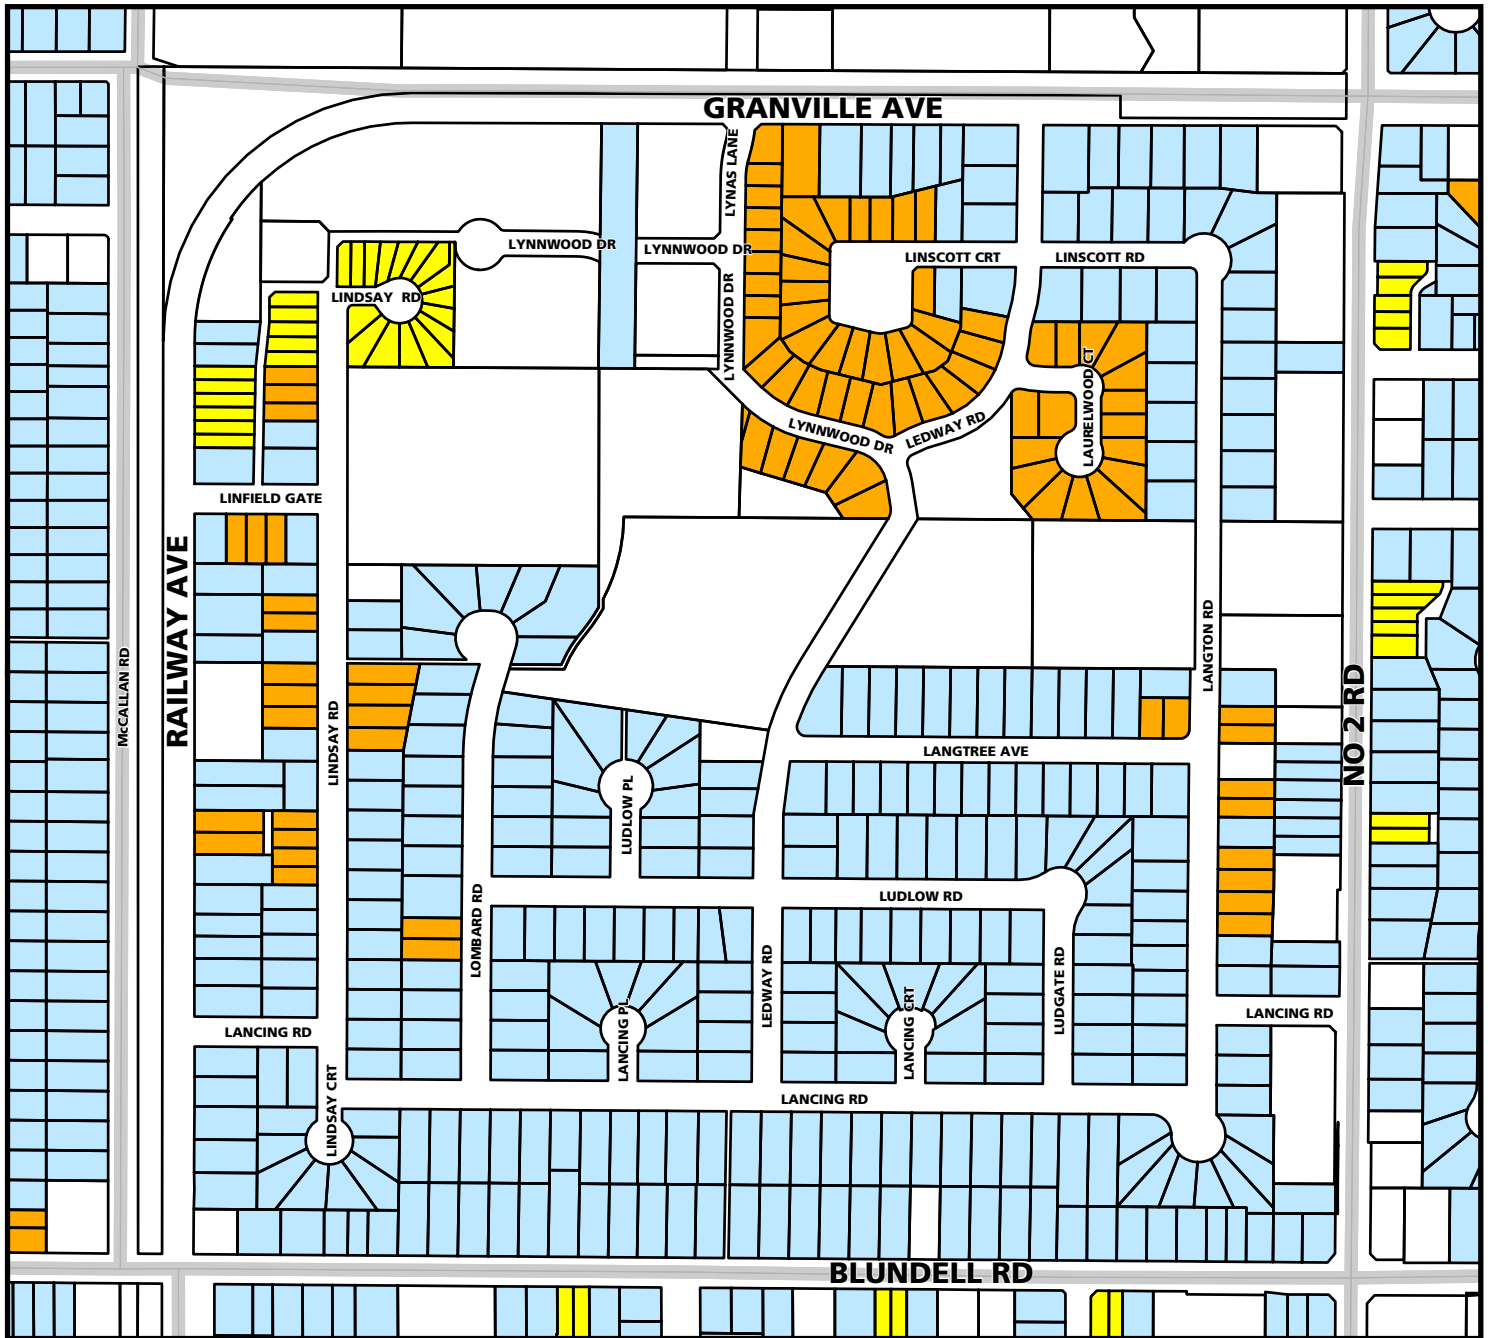 GRANVILLE AVE
LYNAS LANE
LYNNWOOD DR
LYNNWOOD DR
LINSCOTT CRT
LINSCOTT RD
LINDSAY RD
LYNNWOOD DR
LAURELWOOD CT
LYNNWOOD DR
LEDWAY RD
LINFIELD GATE
RAILWAY AVE
McCALLAN RD
LINDSAY RD
LANGTON RD
NO 2 RD
LANGTREE AVE
LUDLOW PL
LUDLOW RD
LOMBARD RD
LEDWAY RD
LUDGATE RD
LANCING PL
LANCING CRT
LANCING RD
LANCING RD
LINDSAY CRT
LANCING RD
BLUNDELL RD